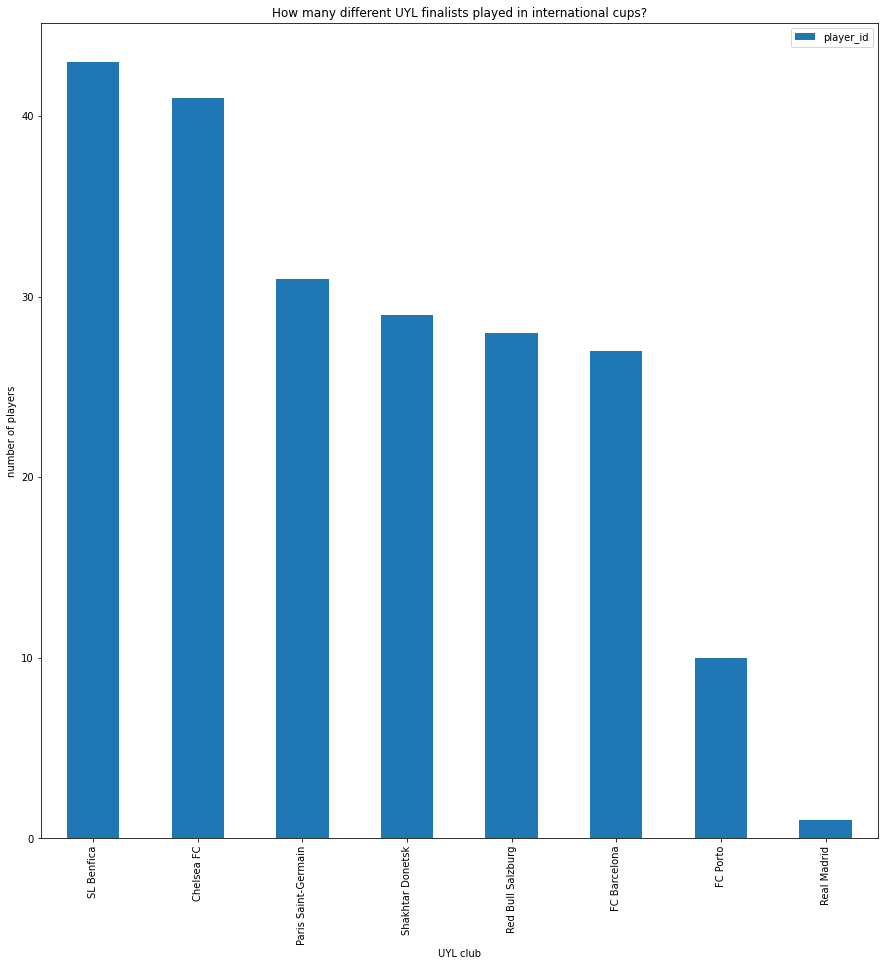 How many different UYL finalists played in international cups?
player_id
40
30
20
10
0
number of players
SL Benfica
Chelsea FC
Paris Saint-Germain
Shakhtar Donetsk
Red Bull Salzburg
FC Barcelona
FC Porto
Real Madrid
UYL club